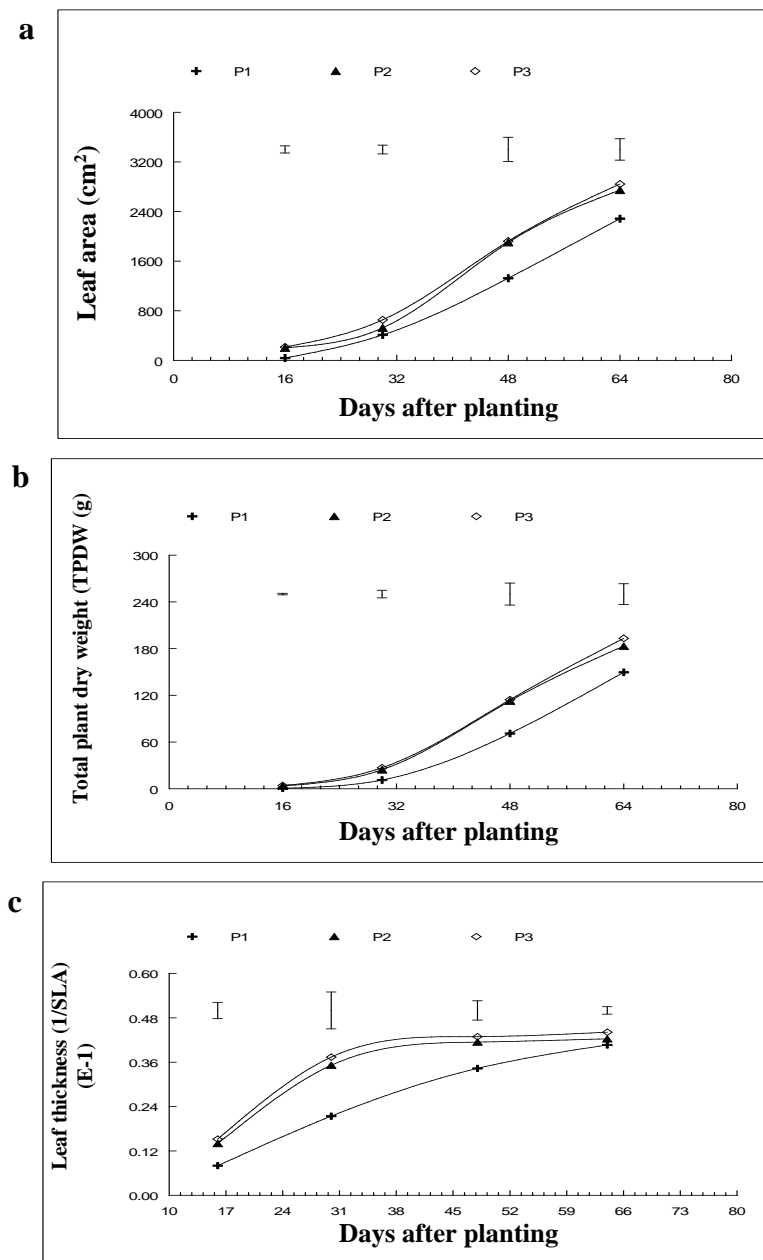 a
P1 P2 P3
4000
3200
2400
1600
800
0
Leaf area (cm²)
0 16 32 48 64 80
Days after planting
b
P1 P2 P3
300
240
180
120
60
0
Total plant dry weight (TPDW (g)
0 16 32 48 64 80
Days after planting
c
P1 P2 P3
0.60
0.48
0.36
0.24
0.12
0.00
Leaf thickness (1/SLA)
(E-1)
10 17 24 31 38 45 52 59 66 73 80
Days after planting